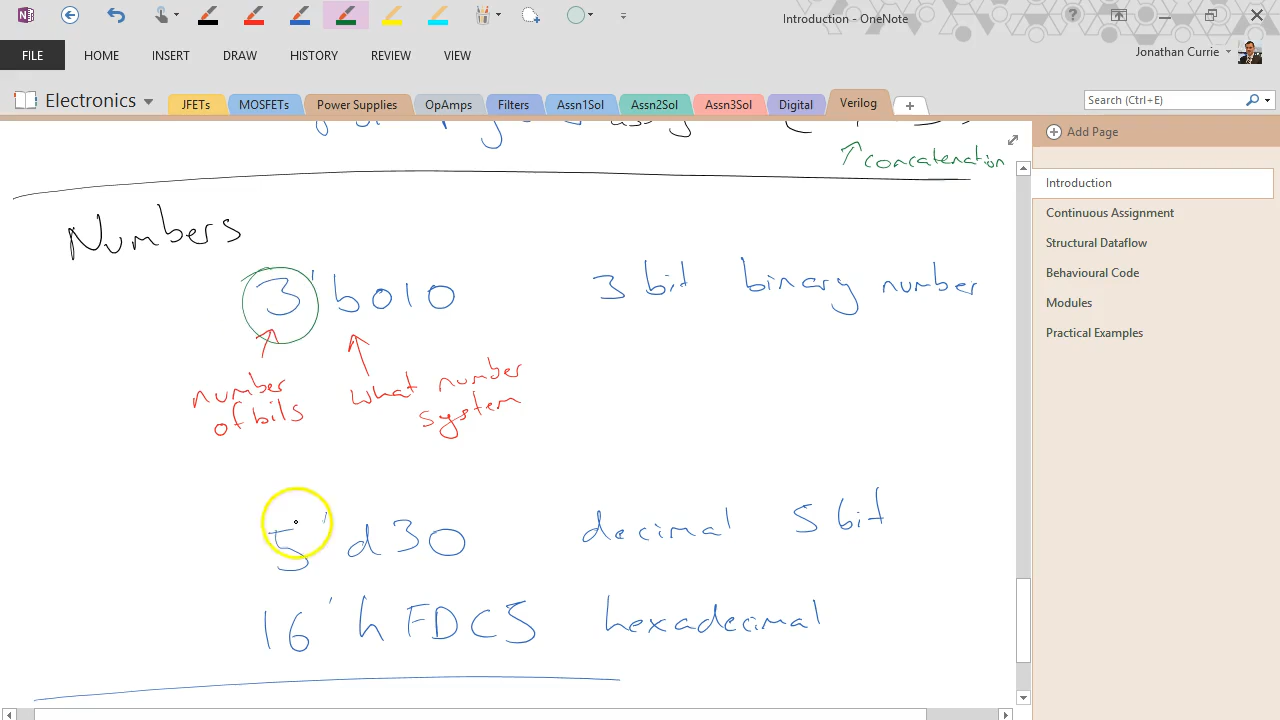 Introduction - OneNote
FILE HOME INSERT DRAW HISTORY REVIEW VIEW
Jonathan Currie
Electronics
JFETs MOSFETs Power Supplies OpAmps Filters Assn1Sol Assn2Sol Assn3Sol Digital Verilog
Search (Ctrl+E)
Add Page
Introduction
Continuous Assignment
Structural Dataflow
Behavioural Code
Modules
Practical Examples
concatenation
Numbers
3'b010 3 bit binary number
number of bits
what number system
5'd30 decimal 5 bit
16'hFDC5 hexadecimal